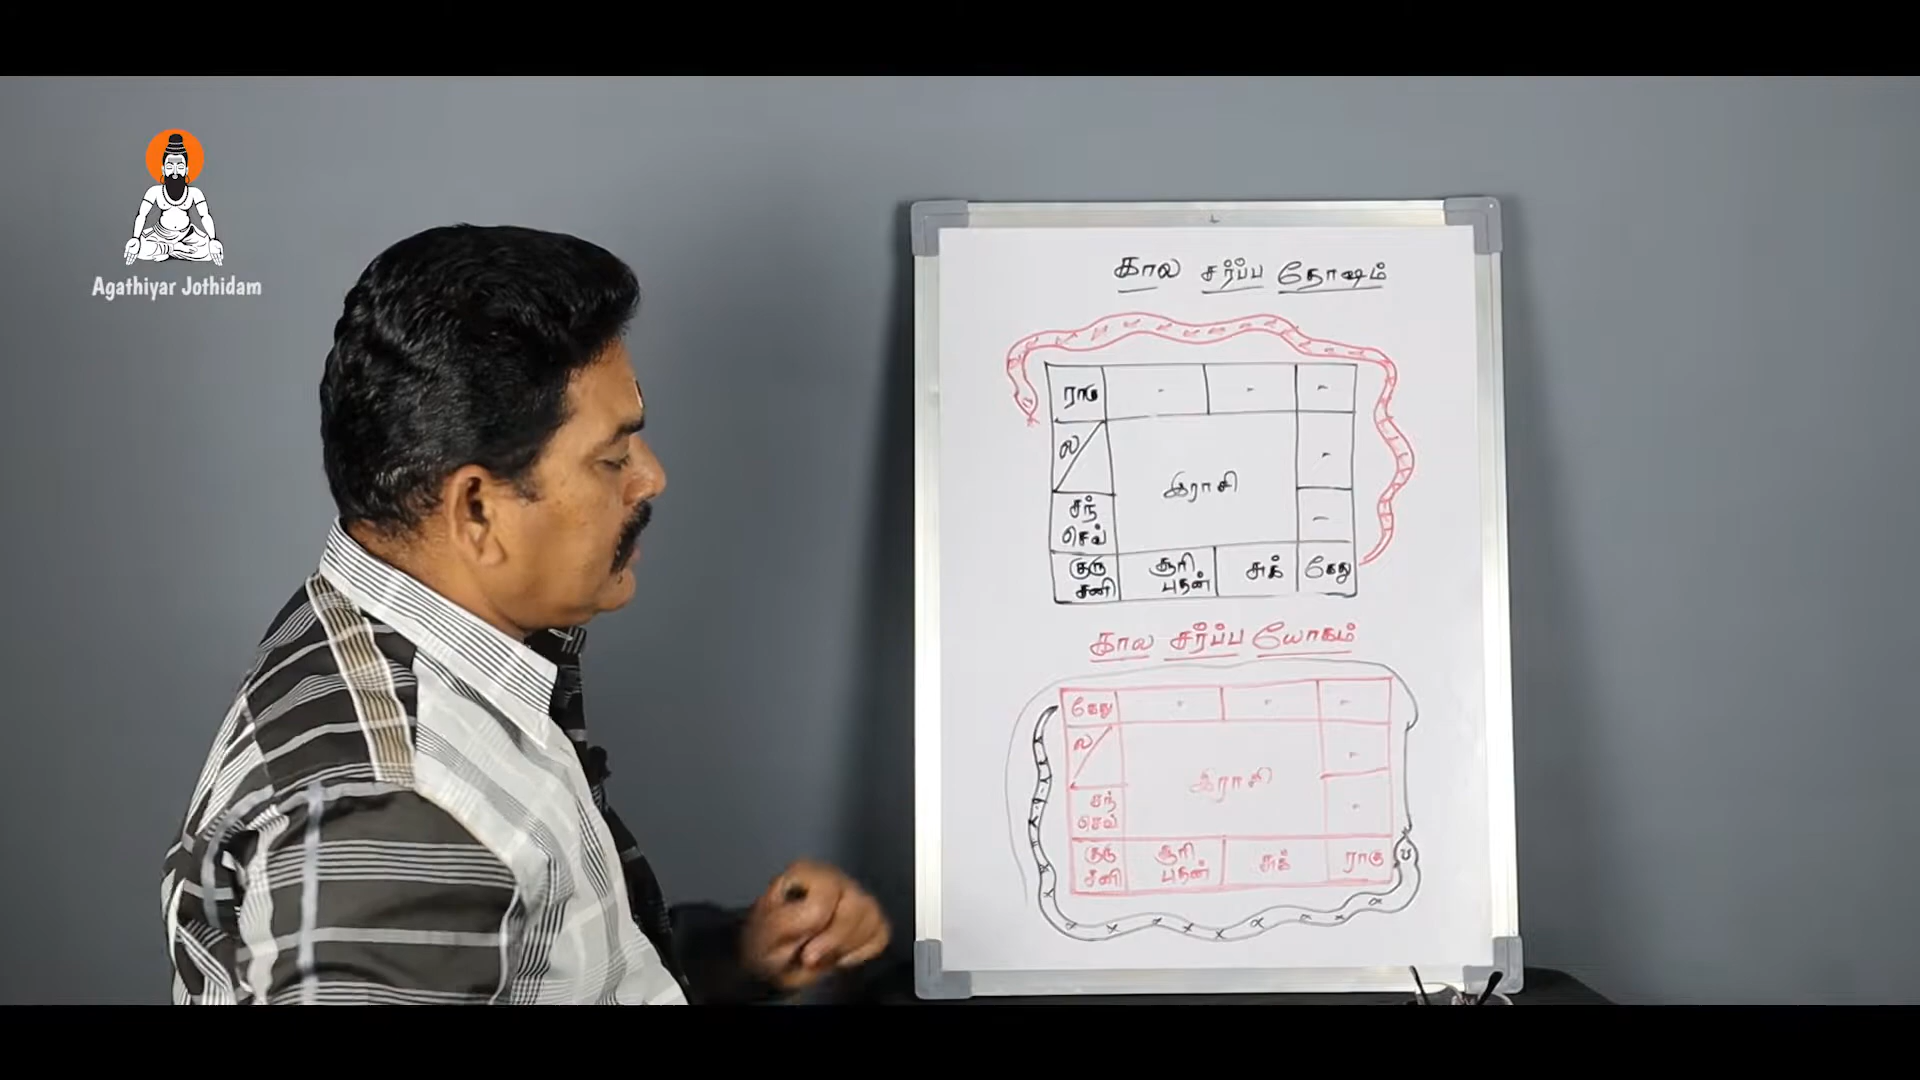 Agathiyar Jothidam
கால சர்ப்ப தோஷம்
ராகு - - -
ல -
இராசி
சந் -
செவ்
குரு சூரி சுக் கேது
சனி புதன்
கால சர்ப்ப யோகம்
கேது - - -
ல -
இராசி
சந் -
செவ்
குரு சூரி சுக் ராகு
சனி புதன்